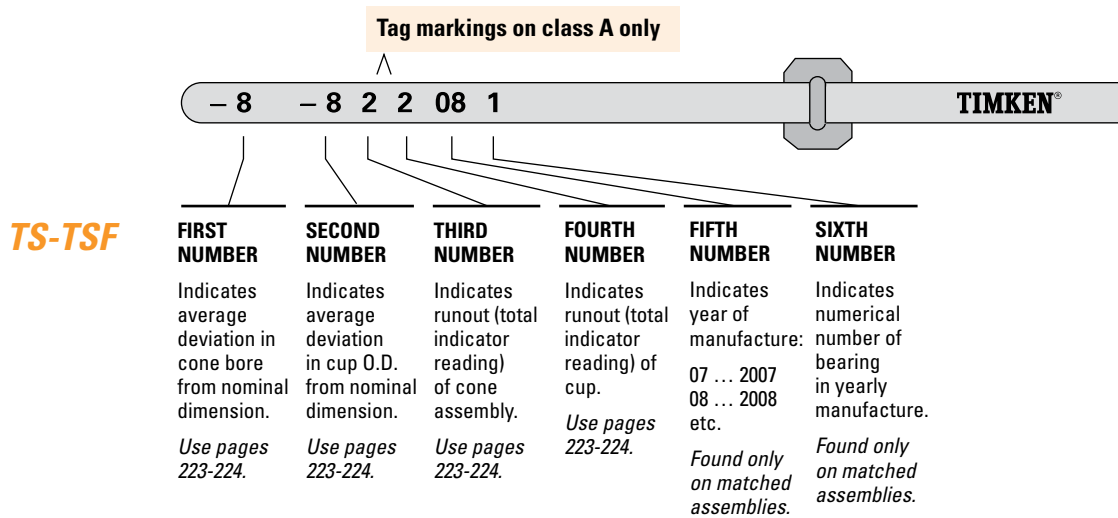 Tag markings on class A only
– 8 – 8 2 2 08 1
TIMKEN®
TS-TSF
FIRST
NUMBER
Indicates
average
deviation in
cone bore
from nominal
dimension.
Use pages
223-224.
SECOND
NUMBER
Indicates
average
deviation
in cup O.D.
from nominal
dimension.
Use pages
223-224.
THIRD
NUMBER
Indicates
runout (total
indicator
reading)
of cone
assembly.
Use pages
223-224.
FOURTH
NUMBER
Indicates
runout (total
indicator
reading) of
cup.
Use pages
223-224.
FIFTH
NUMBER
Indicates
year of
manufacture:
07 … 2007
08 … 2008
etc.
Found only
on matched
assemblies.
SIXTH
NUMBER
Indicates
numerical
number of
bearing
in yearly
manufacture.
Found only
on matched
assemblies.